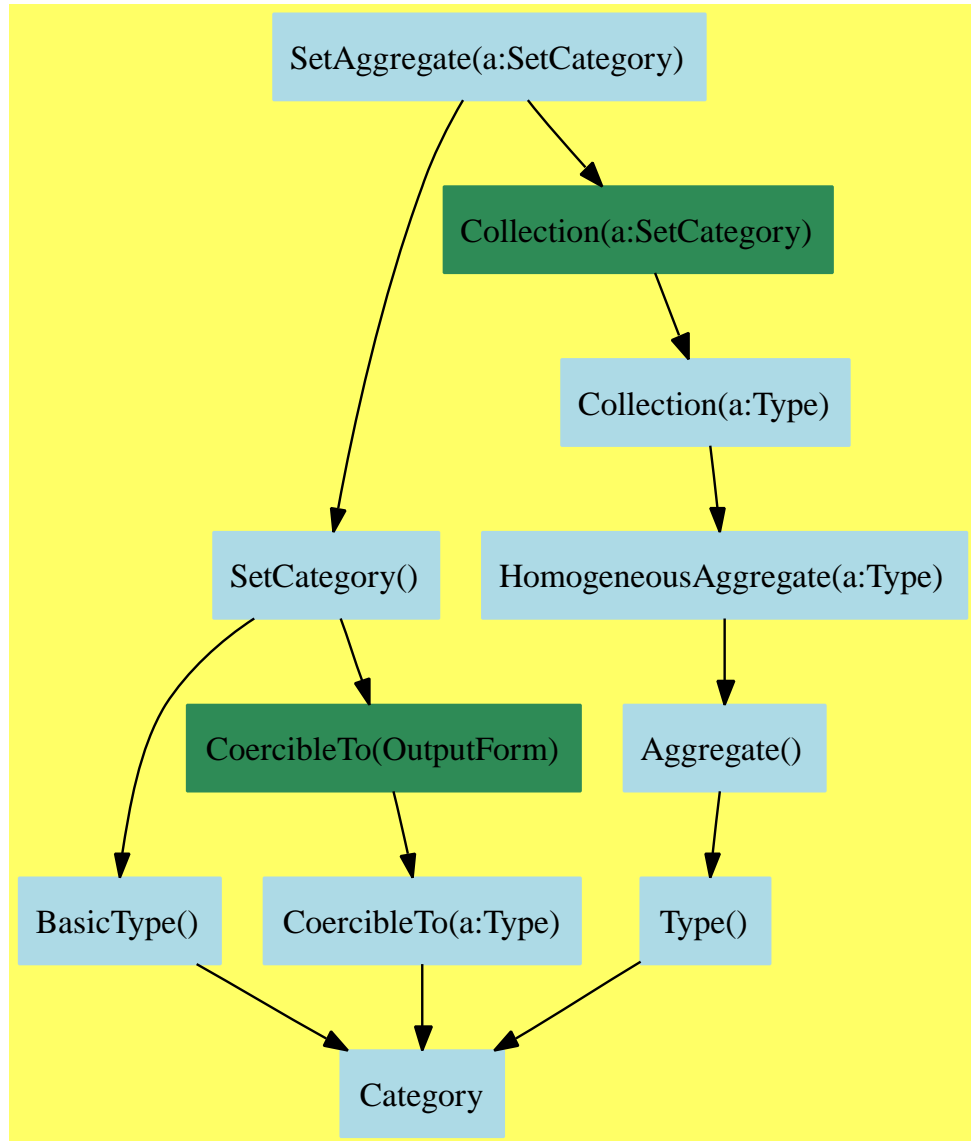 SetAggregate(a:SetCategory)
Collection(a:SetCategory)
Collection(a:Type)
SetCategory()
HomogeneousAggregate(a:Type)
CoercibleTo(OutputForm)
Aggregate()
BasicType()
CoercibleTo(a:Type)
Type()
Category